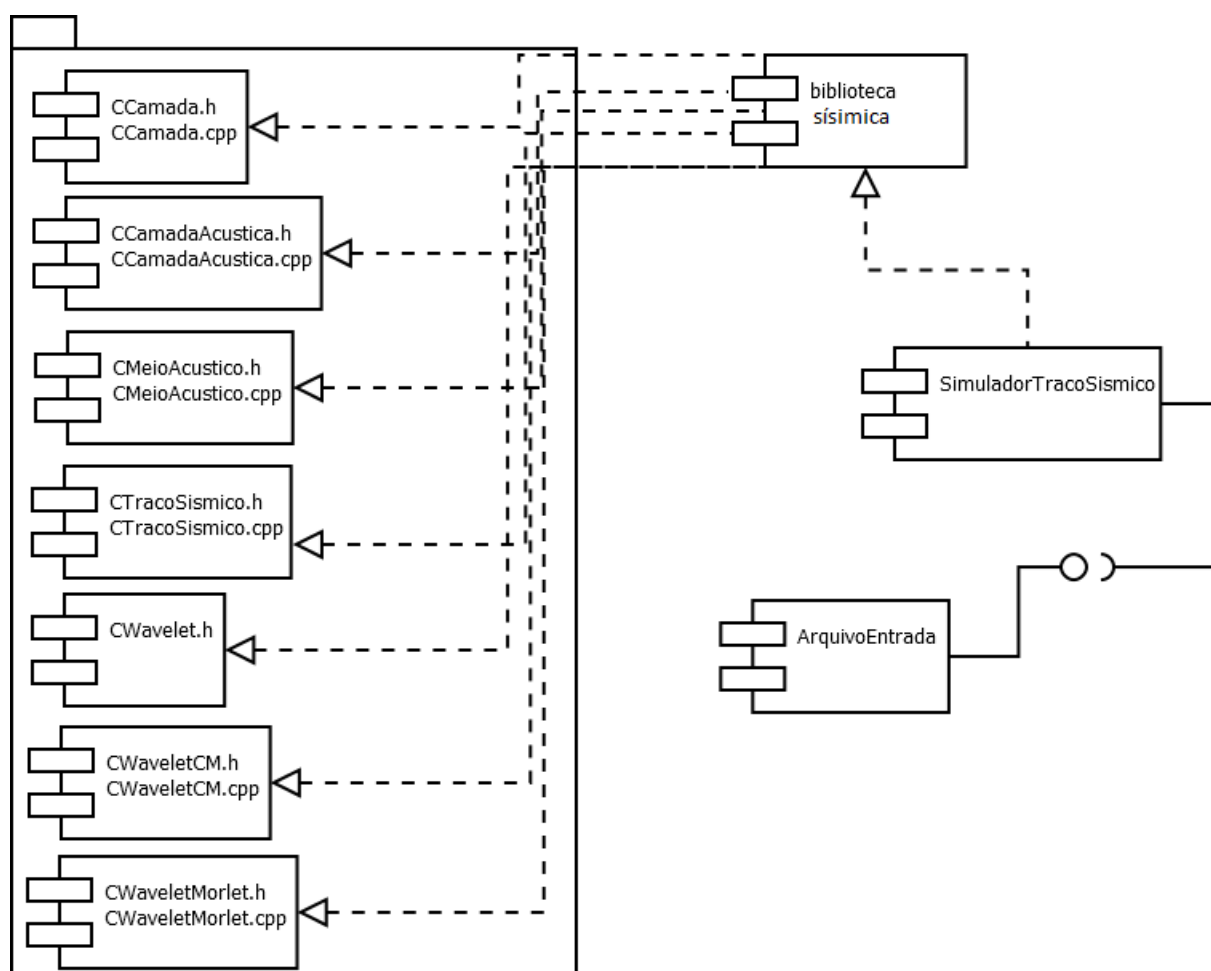 CCamada.h
CCamada.cpp
CCamadaAcustica.h
CCamadaAcustica.cpp
CMeioAcustico.h
CMeioAcustico.cpp
CTracoSismico.h
CTracoSismico.cpp
CWavelet.h
CWaveletCM.h
CWaveletCM.cpp
CWaveletMorlet.h
CWaveletMorlet.cpp
biblioteca
sísimica
SimuladorTracoSismico
ArquivoEntrada